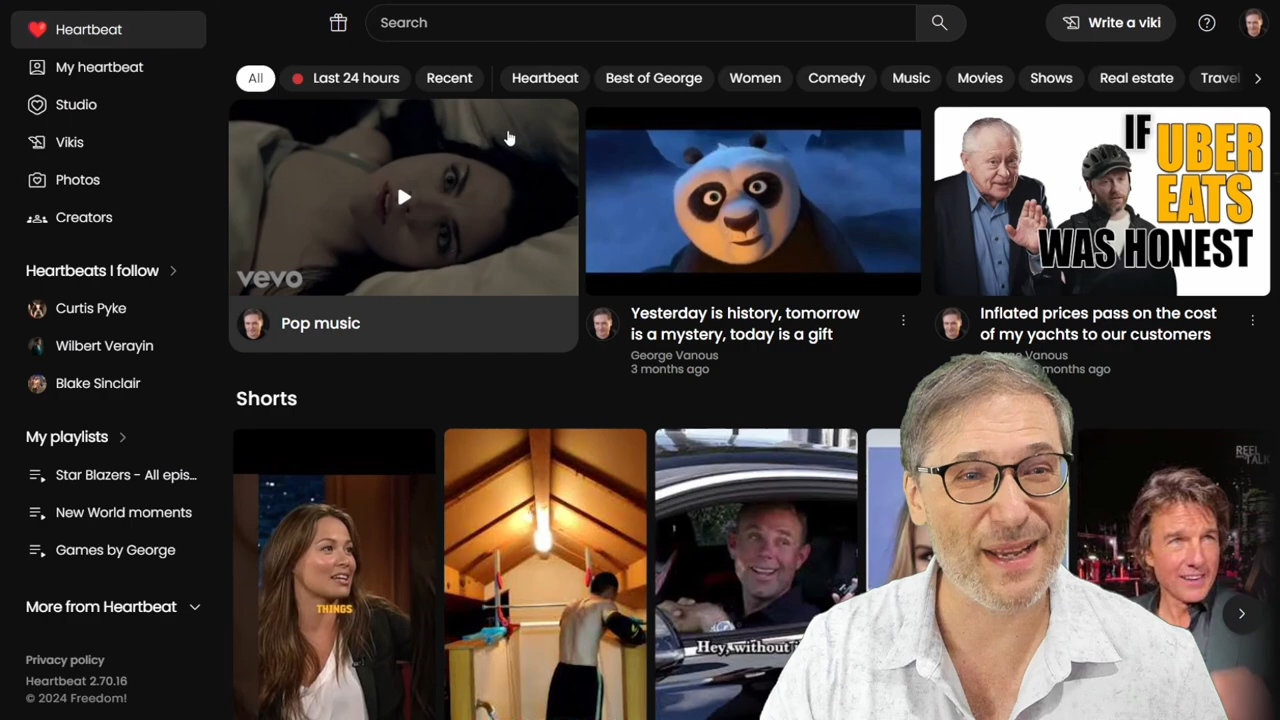 Heartbeat
My heartbeat
Studio
Vikis
Photos
Creators
Heartbeats I follow
Curtis Pyke
Wilbert Verayin
Blake Sinclair
My playlists
Star Blazers - All epis...
New World moments
Games by George
More from Heartbeat
Privacy policy
Heartbeat 2.70.16
© 2024 Freedom!
Search
Write a viki
All
Last 24 hours
Recent
Heartbeat
Best of George
Women
Comedy
Music
Movies
Shows
Real estate
Travel
vevo
Pop music
Yesterday is history, tomorrow
is a mystery, today is a gift
George Vanous
3 months ago
IF UBER
EATS
WAS HONEST
Inflated prices pass on the cost
of my yachts to our customers
Vanous
3 months ago
Shorts
THINGS
Hey, without
REEL
TALK